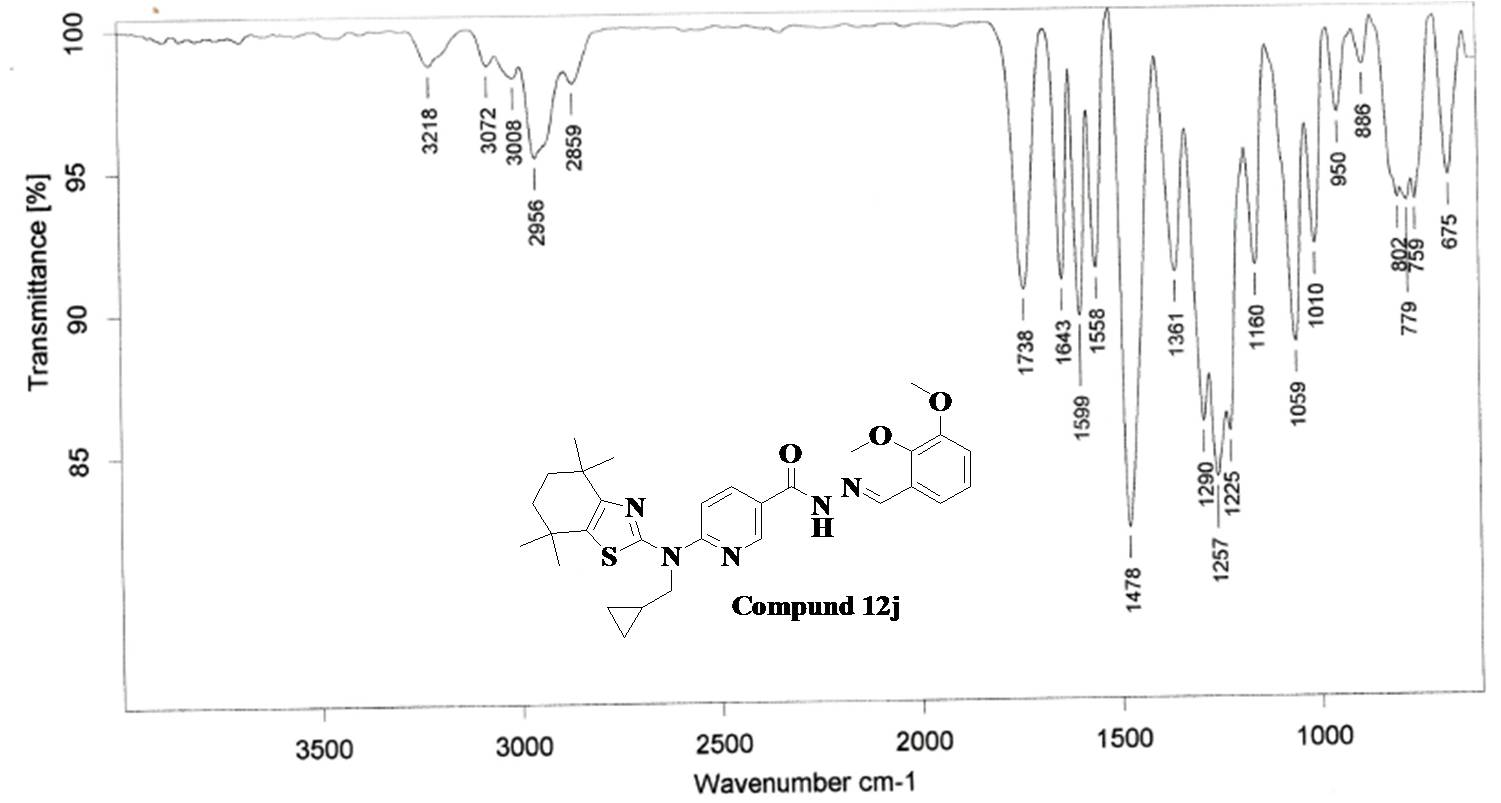 100
95
90
85
Transmittance [%]
3218
3072
3008
2956
2859
1738
1643
1599
1558
1478
1361
1290
1257
1225
1160
1059
1010
950
886
802
779
759
675
O
O
O
N
N
H
N
S
N
N
Compund 12j
3500 3000 2500 2000 1500 1000
Wavenumber cm-1